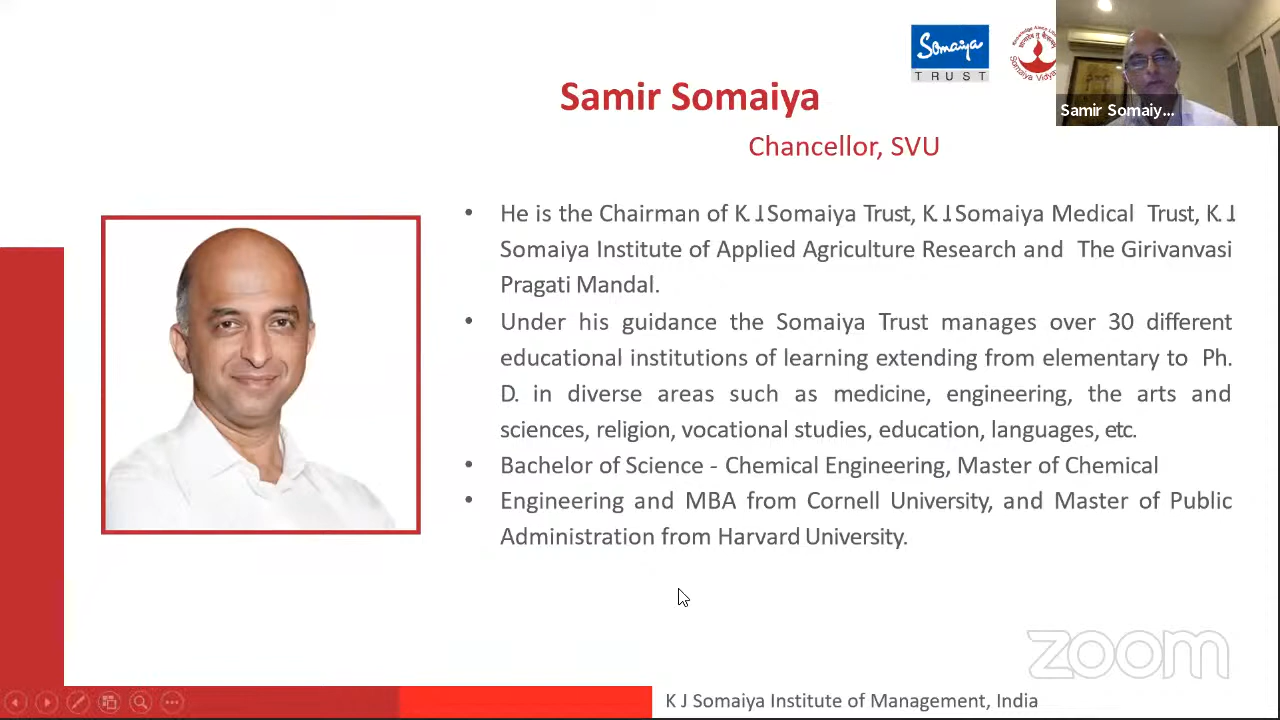 Somaiya
TRUST
Samir Somaiy...
Samir Somaiya
Chancellor, SVU
• He is the Chairman of K. J Somaiya Trust, K. J Somaiya Medical Trust, K. J
Somaiya Institute of Applied Agriculture Research and The Girivanvasi
Pragati Mandal.
• Under his guidance the Somaiya Trust manages over 30 different
educational institutions of learning extending from elementary to Ph.
D. in diverse areas such as medicine, engineering, the arts and
sciences, religion, vocational studies, education, languages, etc.
• Bachelor of Science - Chemical Engineering, Master of Chemical
• Engineering and MBA from Cornell University, and Master of Public
Administration from Harvard University.
zoom
K J Somaiya Institute of Management, India